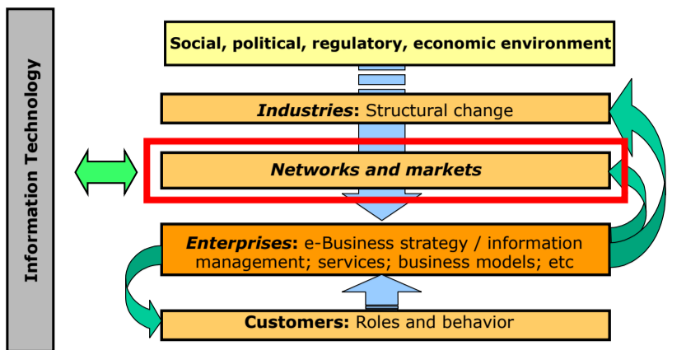 Information Technology
Social, political, regulatory, economic environment
Industries: Structural change
Networks and markets
Enterprises: e-Business strategy / information
management; services; business models; etc
Customers: Roles and behavior